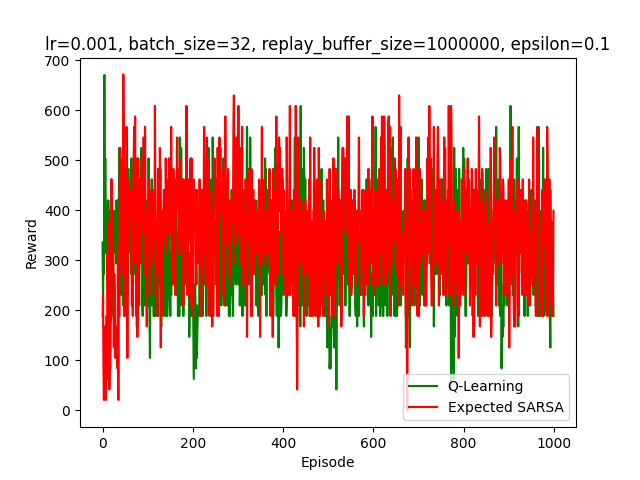 lr=0.001, batch_size=32, replay_buffer_size=1000000, epsilon=0.1
700
600
500
400
300
200
100
0
Reward
0 200 400 600 800 1000
Episode
Q-Learning
Expected SARSA